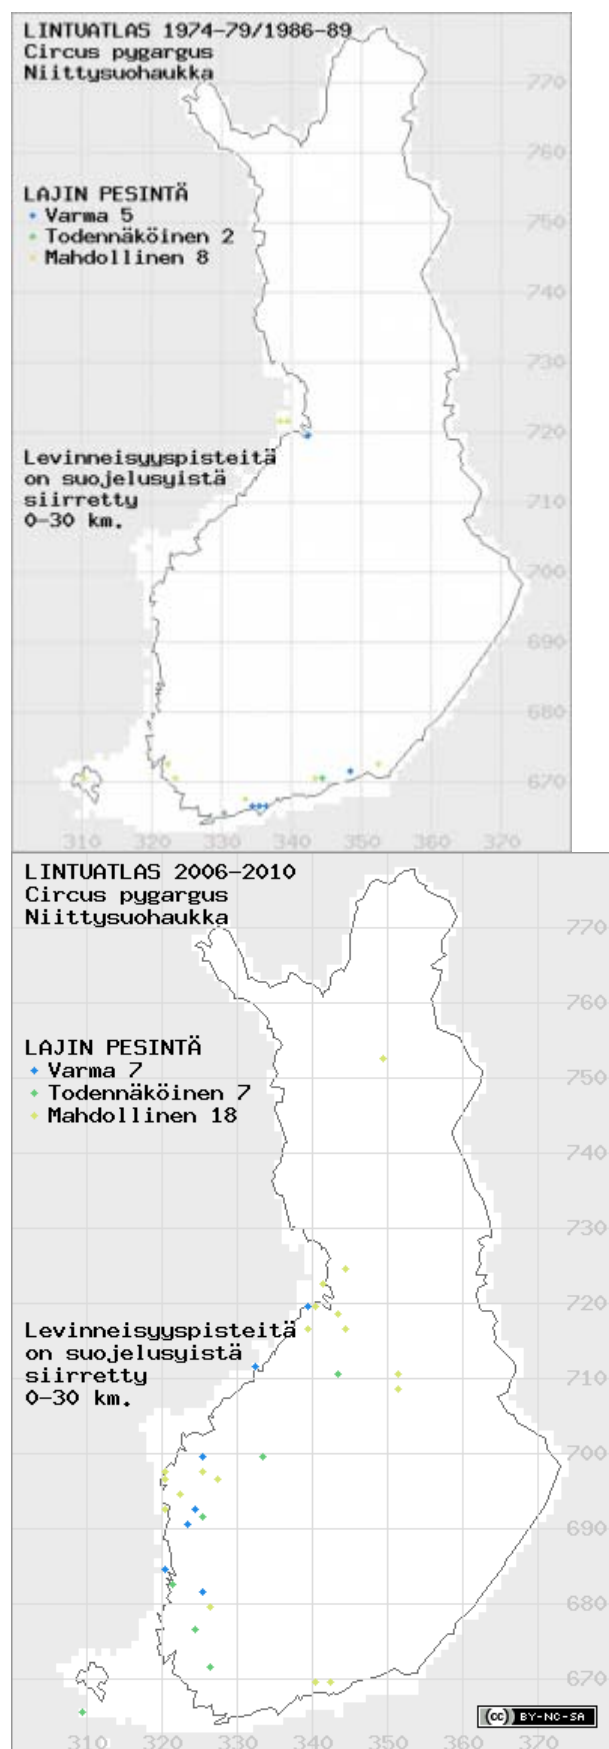 LINTUATLAS 1974-79/1986-89
Circus pygargus
Niittysuohaukka
770
760
LAJIN PESINTÄ
Varma 5
750
Todennäköinen 2
Mahdollinen 8
740
730
720
Levinneisyyspisteitä
on suojelusyistä
siirretty
710
0-30 km.
700
690
680
670
310 320 330 340 350 360 370
LINTUATLAS 2006-2010
Circus pygargus
Niittysuohaukka
770
760
LAJIN PESINTÄ
Varma 7
750
Todennäköinen 7
Mahdollinen 18
740
730
720
Levinneisyyspisteitä
on suojelusyistä
siirretty
710
0-30 km.
700
690
680
670
cc BY-NC-SA
310 320 330 340 350 360 370